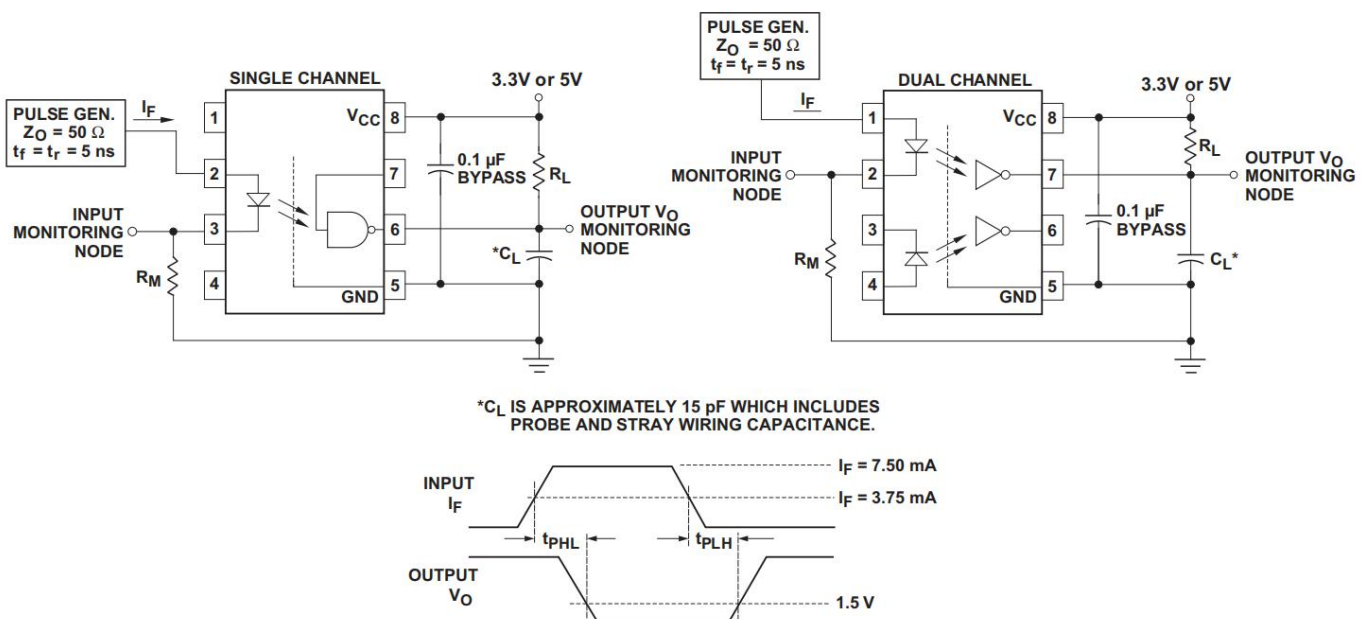 PULSE GEN.
Z_O = 50 Ω
t_f = t_r = 5 ns
I_F
SINGLE CHANNEL
1
2
3
4
V_CC 8
7
6
5
GND
0.1 µF
BYPASS
3.3V or 5V
R_L
*C_L
OUTPUT V_O
MONITORING
NODE
INPUT
MONITORING
NODE
R_M
PULSE GEN.
Z_O = 50 Ω
t_f = t_r = 5 ns
I_F
DUAL CHANNEL
1
2
3
4
V_CC 8
7
6
5
GND
3.3V or 5V
R_L
OUTPUT V_O
MONITORING
NODE
0.1 µF
BYPASS
C_L*
INPUT
MONITORING
NODE
R_M
*C_L IS APPROXIMATELY 15 pF WHICH INCLUDES
PROBE AND STRAY WIRING CAPACITANCE.
INPUT
I_F
I_F = 7.50 mA
I_F = 3.75 mA
t_PHL
t_PLH
OUTPUT
V_O
1.5 V